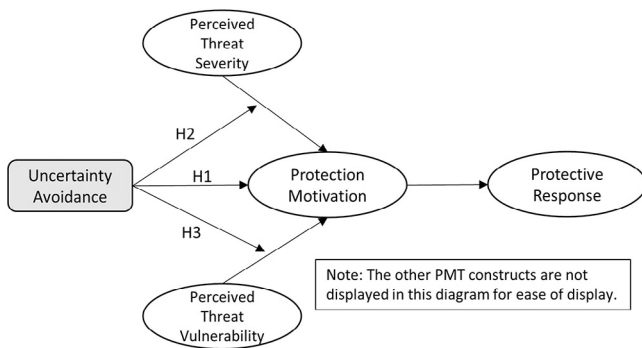 Perceived
Threat
Severity
H2
Uncertainty
Avoidance
H1
Protection
Motivation
Protective
Response
H3
Note: The other PMT constructs are not
displayed in this diagram for ease of display.
Perceived
Threat
Vulnerability